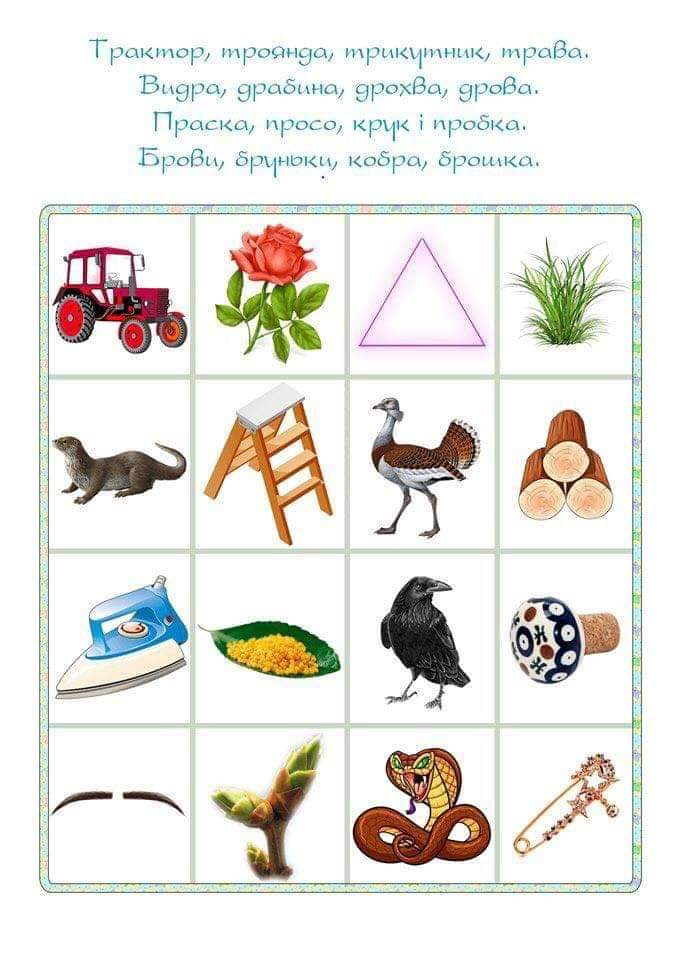 Трактор, троянда, трикутник, трава.
Видра, драбина, дрохва, дрова.
Праска, просо, крук і пробка.
Брови, бруньки, кобра, брошка.